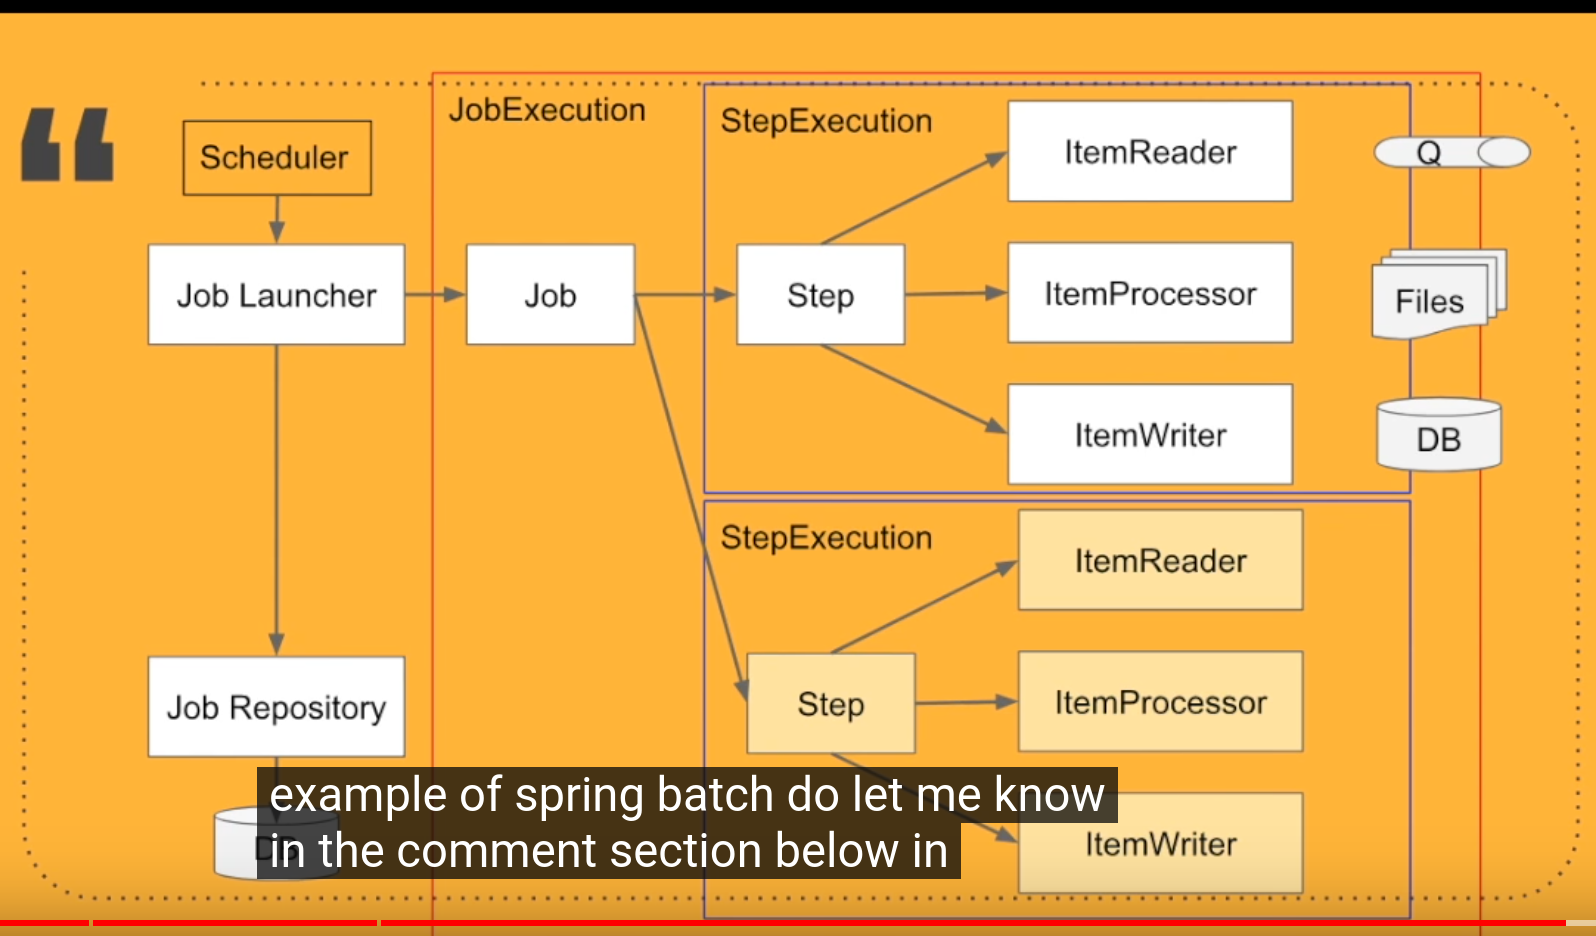 JobExecution
StepExecution
Scheduler
ItemReader
Q
Job Launcher
Job
Step
ItemProcessor
Files
ItemWriter
DB
StepExecution
ItemReader
Job Repository
Step
ItemProcessor
ItemWriter
DB
example of spring batch do let me know
in the comment section below in